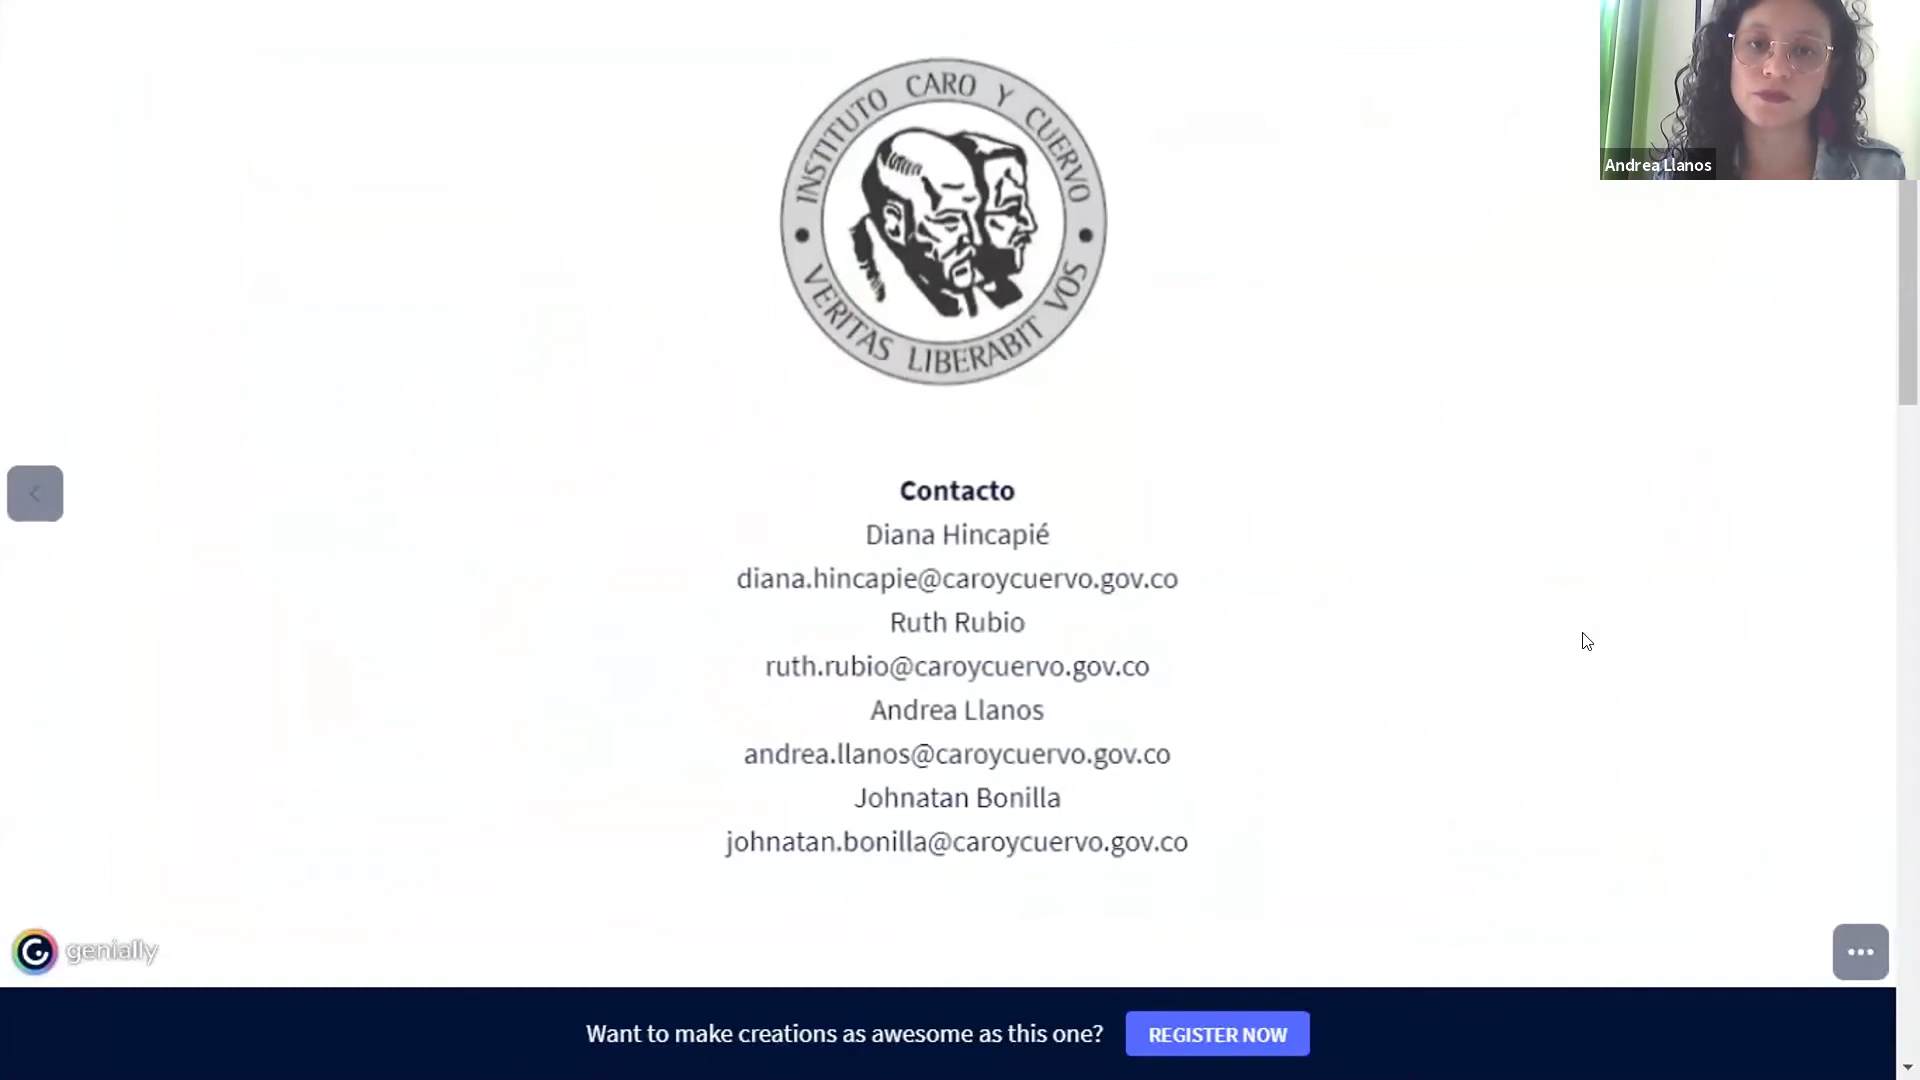 INSTITUTO CARO Y CUERVO
VERITAS LIBERABIT VOS
Andrea Llanos
Contacto
Diana Hincapié
diana.hincapie@caroycuervo.gov.co
Ruth Rubio
ruth.rubio@caroycuervo.gov.co
Andrea Llanos
andrea.llanos@caroycuervo.gov.co
Johnatan Bonilla
johnatan.bonilla@caroycuervo.gov.co
genially
Want to make creations as awesome as this one?
REGISTER NOW